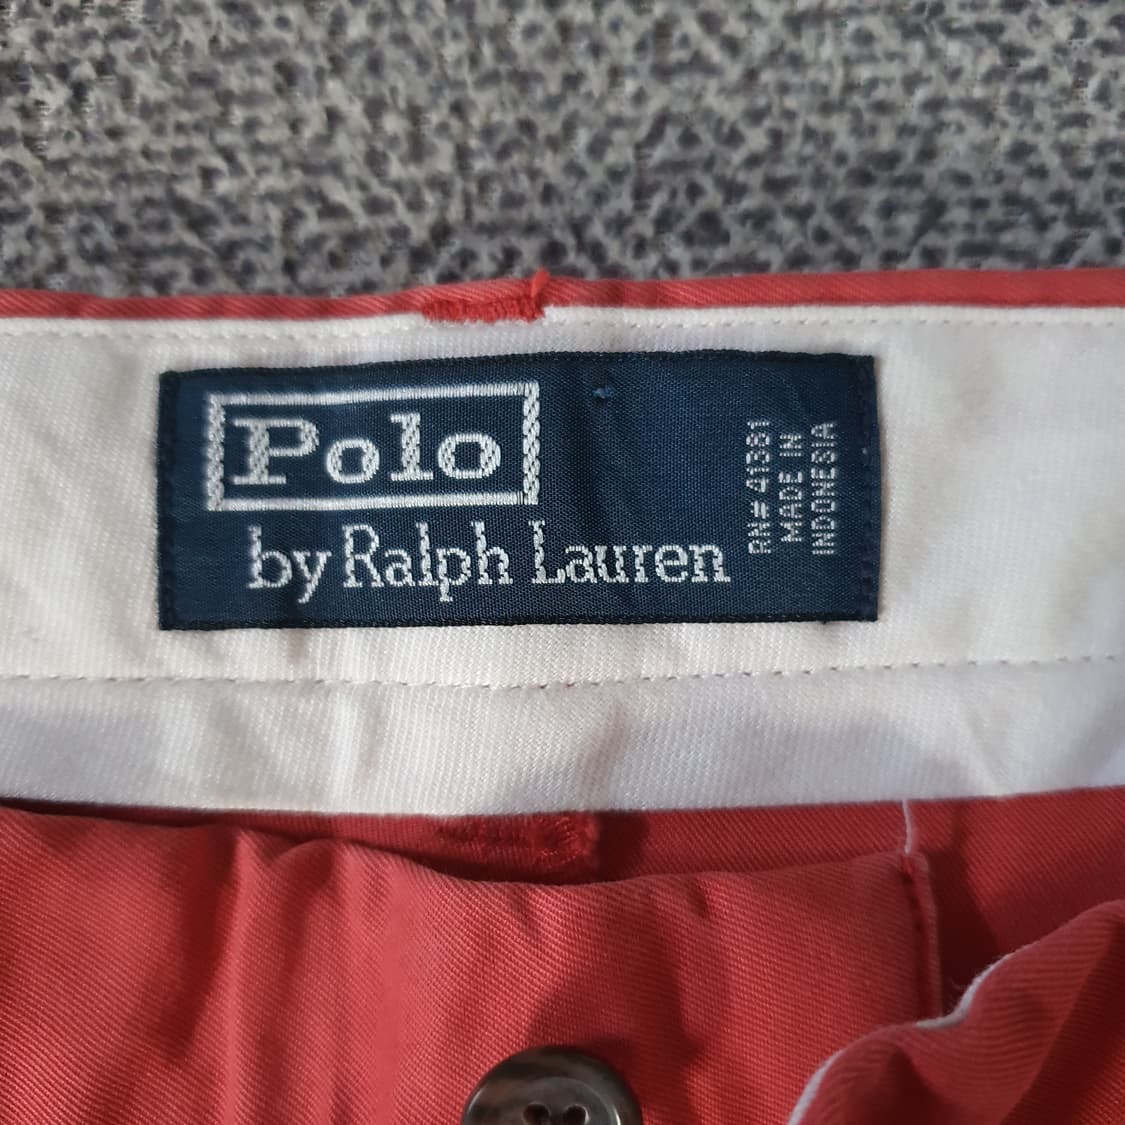 Polo
by Ralph Lauren
RN# 41381
MADE IN
INDONESIA